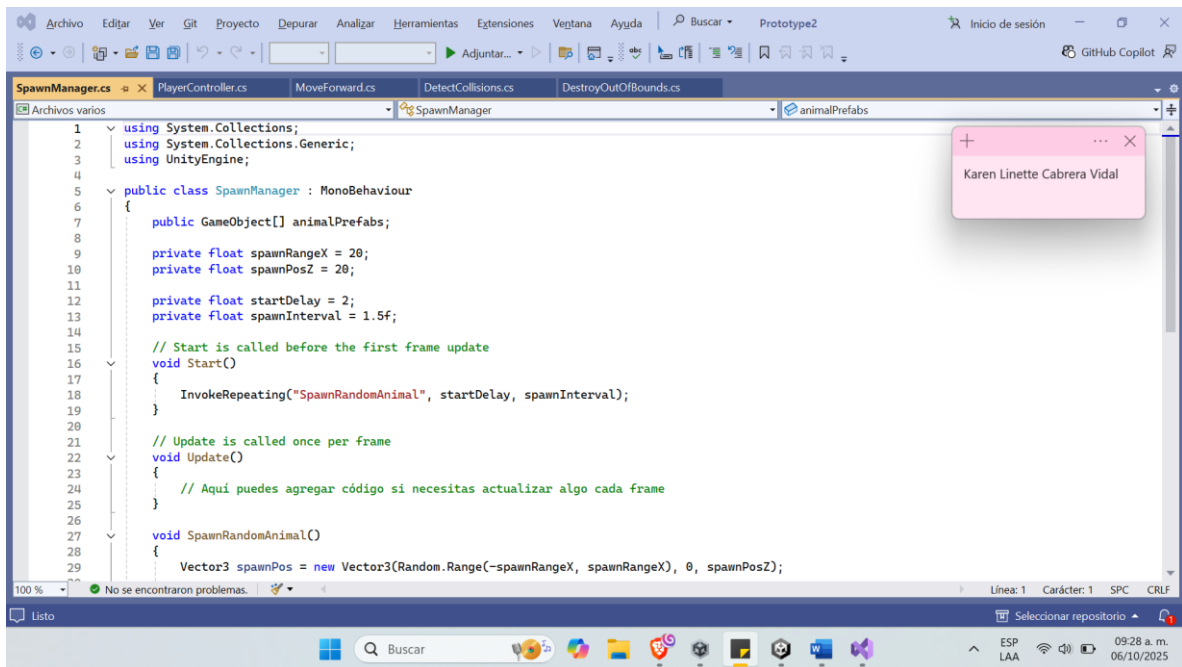 Archivo Editar Ver Git Proyecto Depurar Analizar Herramientas Extensiones Ventana Ayuda Buscar Prototype2 Inicio de sesión
Adjuntar... abc GitHub Copilot
SpawnManager.cs PlayerController.cs MoveForward.cs DetectCollisions.cs DestroyOutOfBounds.cs
Archivos varios SpawnManager animalPrefabs
1 using System.Collections;
2 using System.Collections.Generic;
3 using UnityEngine;
4
5 public class SpawnManager : MonoBehaviour
6 {
7 public GameObject[] animalPrefabs;
8
9 private float spawnRangeX = 20;
10 private float spawnPosZ = 20;
11
12 private float startDelay = 2;
13 private float spawnInterval = 1.5f;
14
15 // Start is called before the first frame update
16 void Start()
17 {
18 InvokeRepeating("SpawnRandomAnimal", startDelay, spawnInterval);
19 }
20
21 // Update is called once per frame
22 void Update()
23 {
24 // Aquí puedes agregar código si necesitas actualizar algo cada frame
25 }
26
27 void SpawnRandomAnimal()
28 {
29 Vector3 spawnPos = new Vector3(Random.Range(-spawnRangeX, spawnRangeX), 0, spawnPosZ);
Karen Linette Cabrera Vidal
100 % No se encontraron problemas. Línea: 1 Carácter: 1 SPC CRLF
Listo Seleccionar repositorio 1
Buscar ESP LAA 09:28 a. m. 06/10/2025